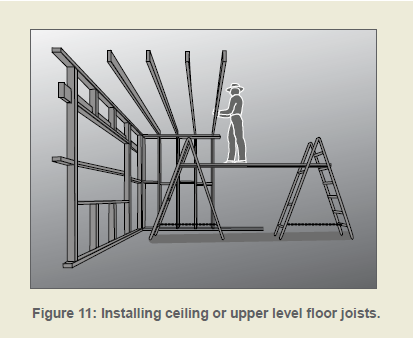 Figure 11: Installing ceiling or upper level floor joists.